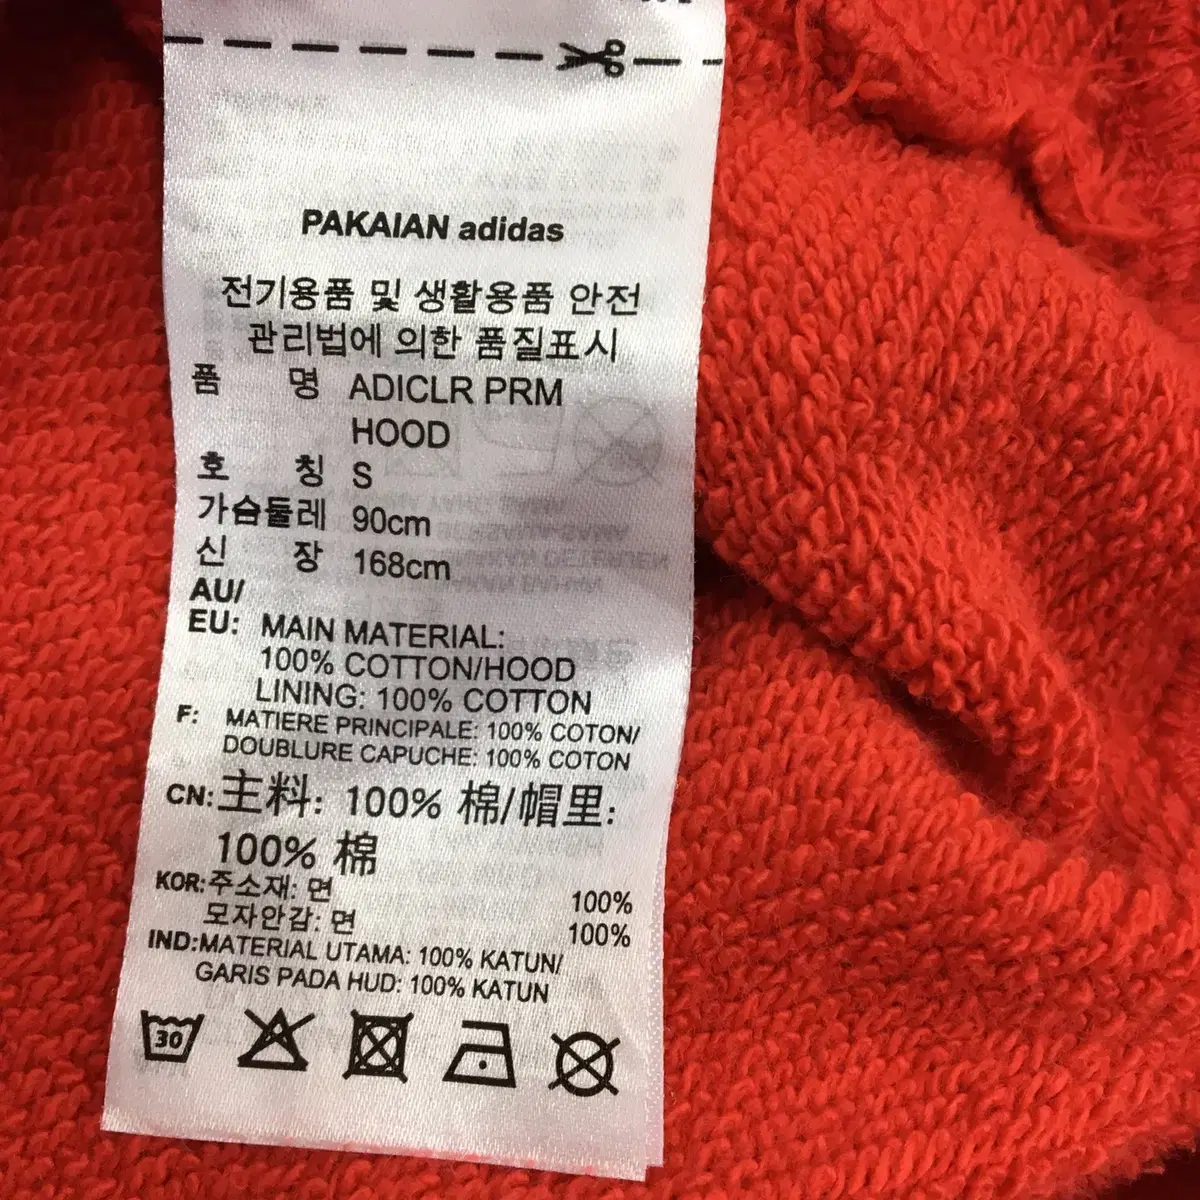 PAKAIAN adidas
전기용품 및 생활용품 안전
관리법에 의한 품질표시
품 명 ADICLR PRM
HOOD
호 칭 S
가슴둘레 90cm
신 장 168cm
AU/
EU: MAIN MATERIAL:
100% COTTON/HOOD
LINING: 100% COTTON
F: MATIERE PRINCIPALE: 100% COTON/
DOUBLURE CAPUCHE: 100% COTON
CN: 主料: 100% 棉/帽里:
100% 棉
KOR: 주소재: 면 100%
모자안감: 면 100%
IND: MATERIAL UTAMA: 100% KATUN/
GARIS PADA HUD: 100% KATUN
30